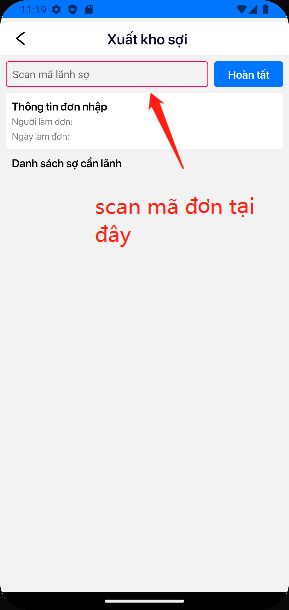 11:19
Xuất kho sợi
Scan mã lãnh sợ
Hoàn tất
Thông tin đơn nhập
Người làm đơn:
Ngày làm đơn:
Danh sách sợ cần lãnh
scan mã đơn tại
đây